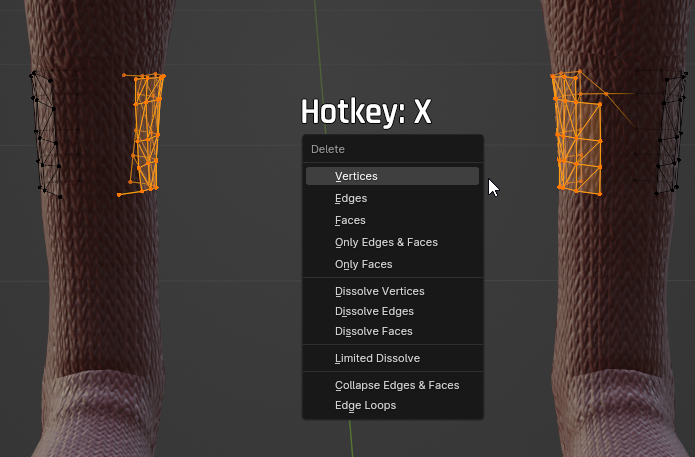 Hotkey: X
Delete
Vertices
Edges
Faces
Only Edges & Faces
Only Faces
Dissolve Vertices
Dissolve Edges
Dissolve Faces
Limited Dissolve
Collapse Edges & Faces
Edge Loops